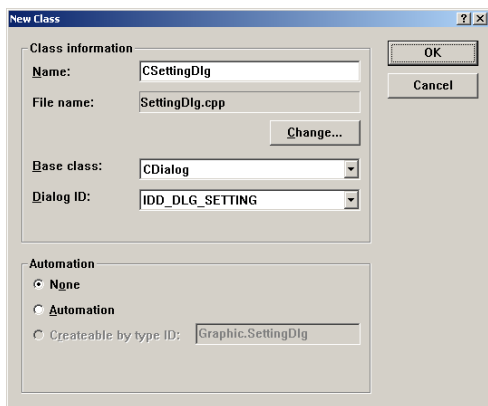 New Class
Class information
Name:
CSettingDlg
OK
Cancel
File name:
SettingDlg.cpp
Change...
Base class:
CDialog
Dialog ID:
IDD_DLG_SETTING
Automation
None
Automation
Createable by type ID:
Graphic.SettingDlg